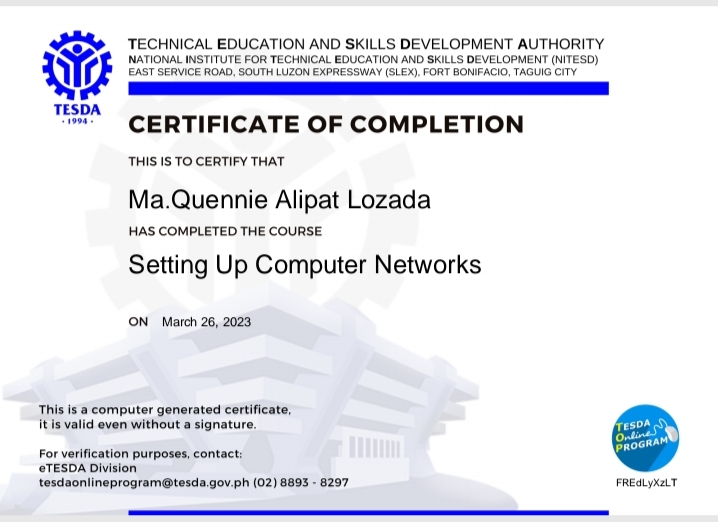 TECHNICAL EDUCATION AND SKILLS DEVELOPMENT AUTHORITY
NATIONAL INSTITUTE FOR TECHNICAL EDUCATION AND SKILLS DEVELOPMENT (NITESD)
EAST SERVICE ROAD, SOUTH LUZON EXPRESSWAY (SLEX), FORT BONIFACIO, TAGUIG CITY
TESDA
· 1994 ·
CERTIFICATE OF COMPLETION
THIS IS TO CERTIFY THAT
Ma.Quennie Alipat Lozada
HAS COMPLETED THE COURSE
Setting Up Computer Networks
ON March 26, 2023
This is a computer generated certificate,
it is valid even without a signature.
For verification purposes, contact:
eTESDA Division
tesdaonlineprogram@tesda.gov.ph (02) 8893 - 8297
TESDA
Online
PROGRAM
FREdLyXzLT